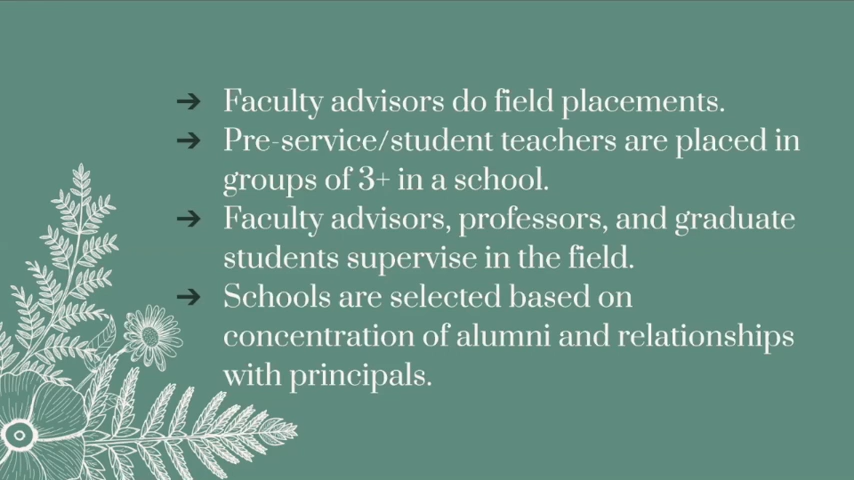 ➔ Faculty advisors do field placements.
➔ Pre-service/student teachers are placed in
groups of 3+ in a school.
➔ Faculty advisors, professors, and graduate
students supervise in the field.
➔ Schools are selected based on
concentration of alumni and relationships
with principals.